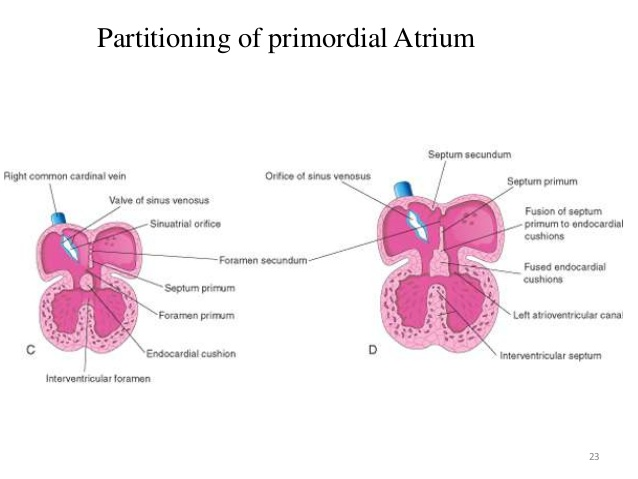 Partitioning of primordial Atrium
Right common cardinal vein
Valve of sinus venosus
Sinuatrial orifice
Foramen secundum
Septum primum
Foramen primum
Endocardial cushion
Interventricular foramen
C
Septum secundum
Orifice of sinus venosus
Septum primum
Fusion of septum
primum to endocardial
cushions
Fused endocardial
cushions
Left atrioventricular canal
Interventricular septum
D
23